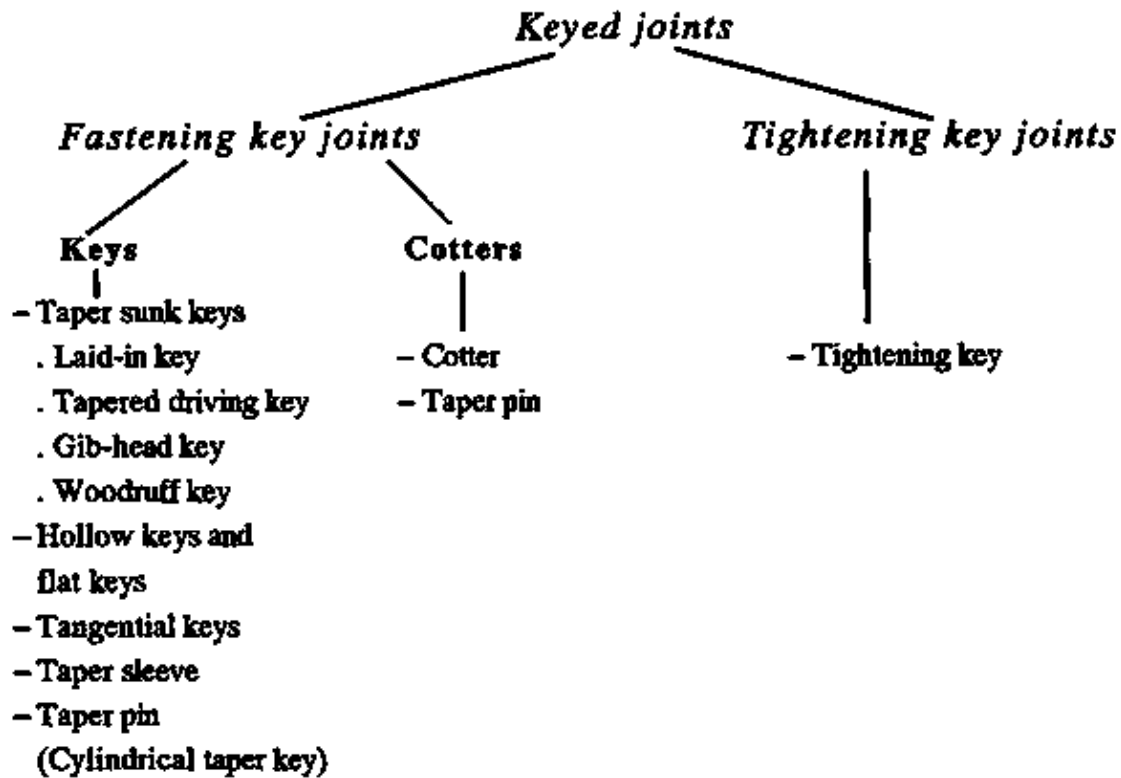 Keyed joints
Fastening key joints
Tightening key joints
Keys
– Taper sunk keys
. Laid-in key
. Tapered driving key
. Gib-head key
. Woodruff key
– Hollow keys and
flat keys
– Tangential keys
– Taper sleeve
– Taper pin
(Cylindrical taper key)
Cotters
– Cotter
– Taper pin
– Tightening key